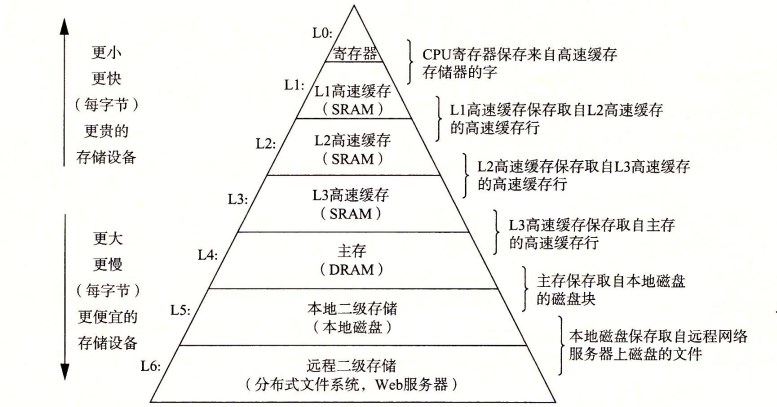 L0:
寄存器
CPU寄存器保存来自高速缓存
存储器的字
更小
更快
（每字节）
更贵的
存储设备
L1:
L1高速缓存
（SRAM）
L1高速缓存保存取自L2高速缓存
的高速缓存行
L2:
L2高速缓存
（SRAM）
L2高速缓存保存取自L3高速缓存
的高速缓存行
L3:
L3高速缓存
（SRAM）
L3高速缓存保存取自主存
的高速缓存行
更大
更慢
（每字节）
更便宜的
存储设备
L4:
主存
（DRAM）
主存保存取自本地磁盘
的磁盘块
L5:
本地二级存储
（本地磁盘）
本地磁盘保存取自远程网络
服务器上磁盘的文件
L6:
远程二级存储
（分布式文件系统，Web服务器）